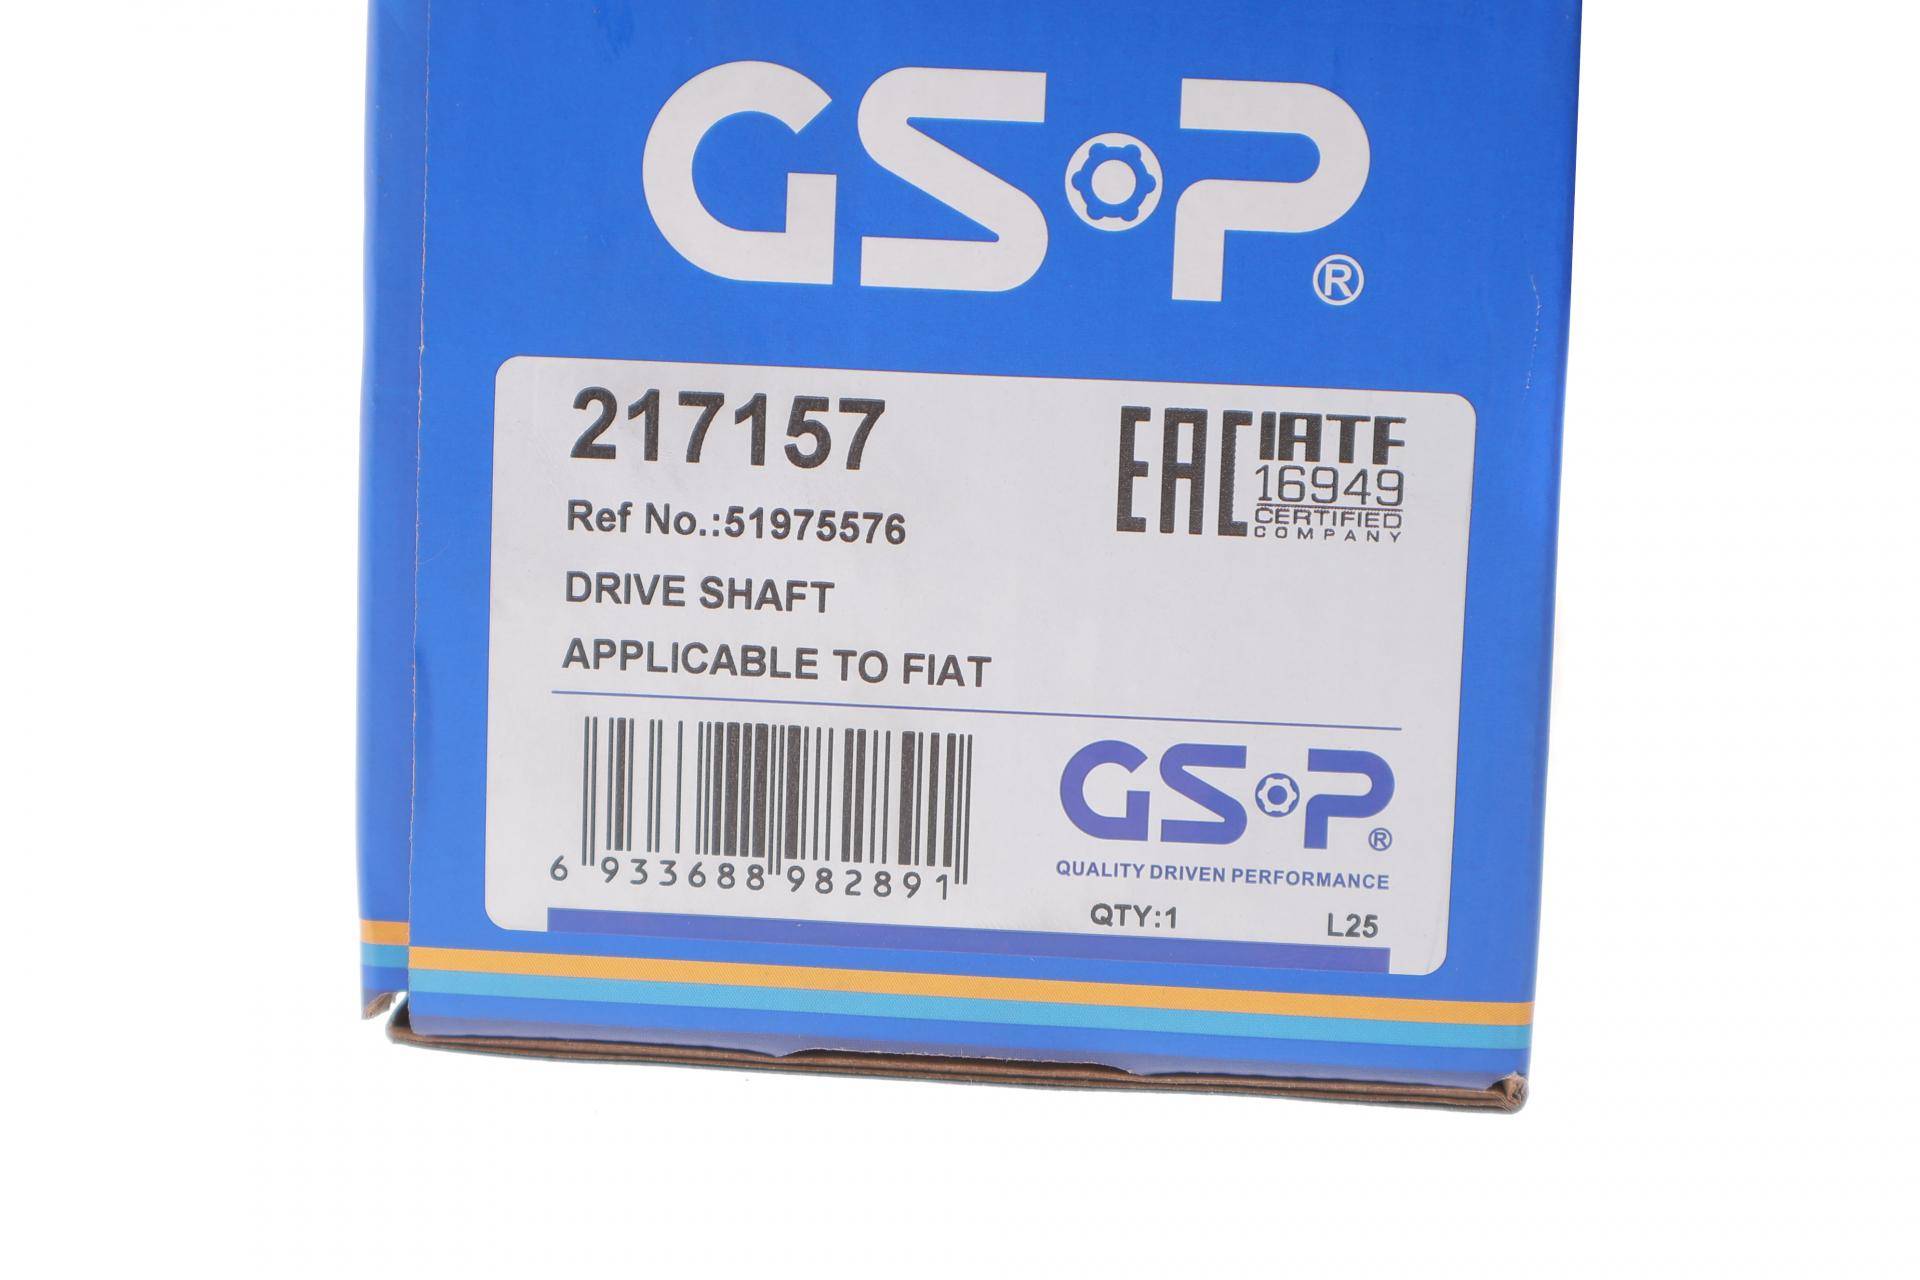 GSP®
217157
EAC IATF
16949
CERTIFIED
COMPANY
Ref No.:51975576
DRIVE SHAFT
APPLICABLE TO FIAT
6 933688 982891
GSP®
QUALITY DRIVEN PERFORMANCE
QTY:1 L25